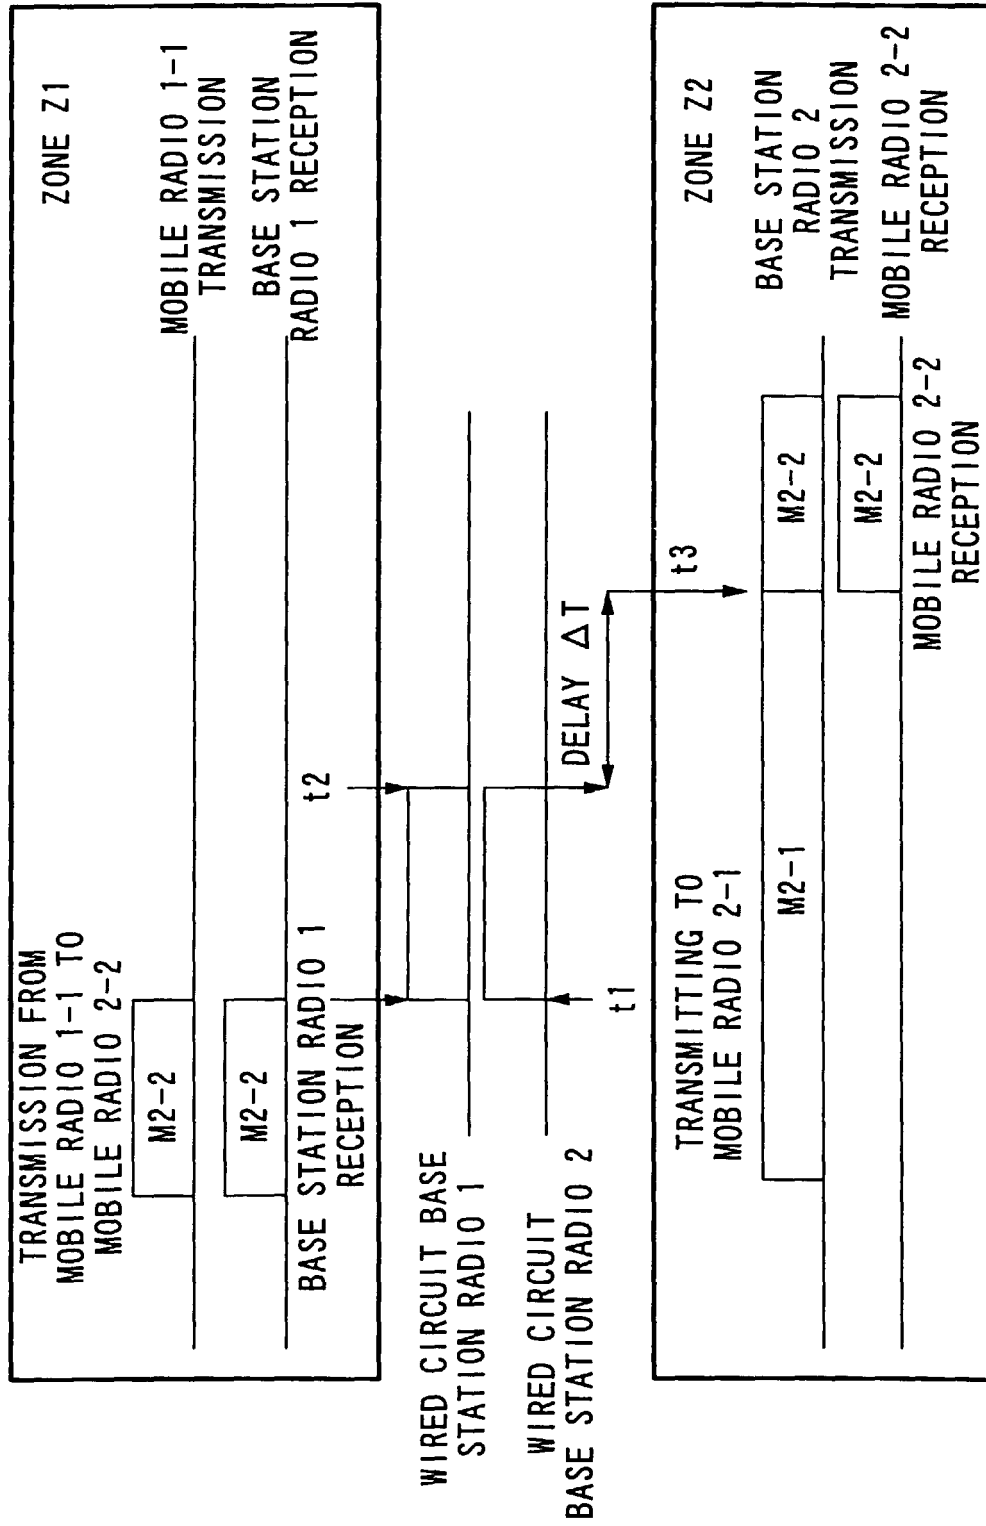 ZONE Z1
TRANSMISSION FROM
MOBILE RADIO 1-1 TO
MOBILE RADIO 2-2
M2-2
MOBILE RADIO 1-1
TRANSMISSION
M2-2
BASE STATION
RADIO 1 RECEPTION
BASE STATION RADIO 1
RECEPTION
t2
WIRED CIRCUIT BASE
STATION RADIO 1
WIRED CIRCUIT
BASE STATION RADIO 2
DELAY ΔT
t1
t3
ZONE Z2
TRANSMITTING TO
MOBILE RADIO 2-1
M2-1
M2-2
BASE STATION
RADIO 2
TRANSMISSION
M2-2
MOBILE RADIO 2-2
RECEPTION
MOBILE RADIO 2-2
RECEPTION